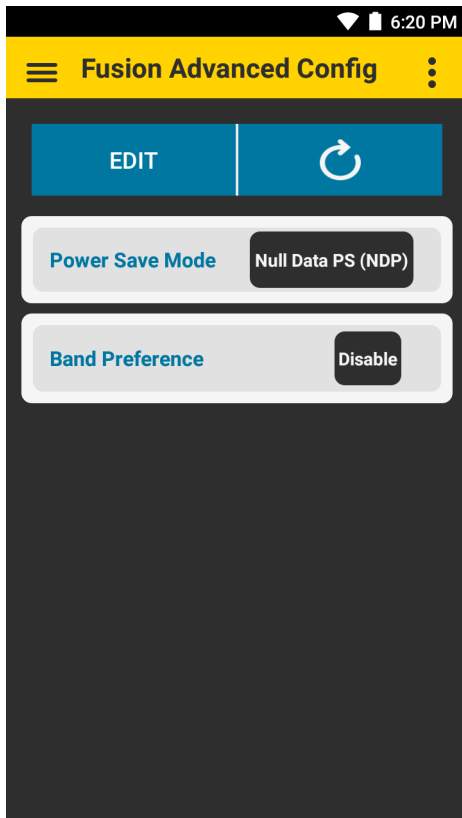 6:20 PM
Fusion Advanced Config
EDIT
Power Save Mode
Null Data PS (NDP)
Band Preference
Disable